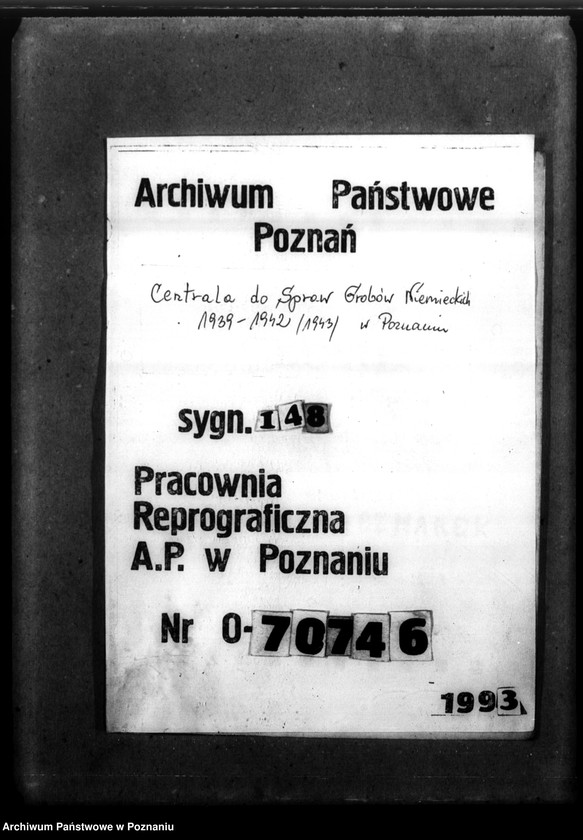 Archiwum Państwowe
Poznań
Centrala do Spraw Grobów Niemieckich
1939-1942 /1943/ w Poznaniu
sygn. 148
Pracownia
Reprograficzna
A.P. w Poznaniu
Nr O-70746
1993
Archiwum Państwowe w Poznaniu